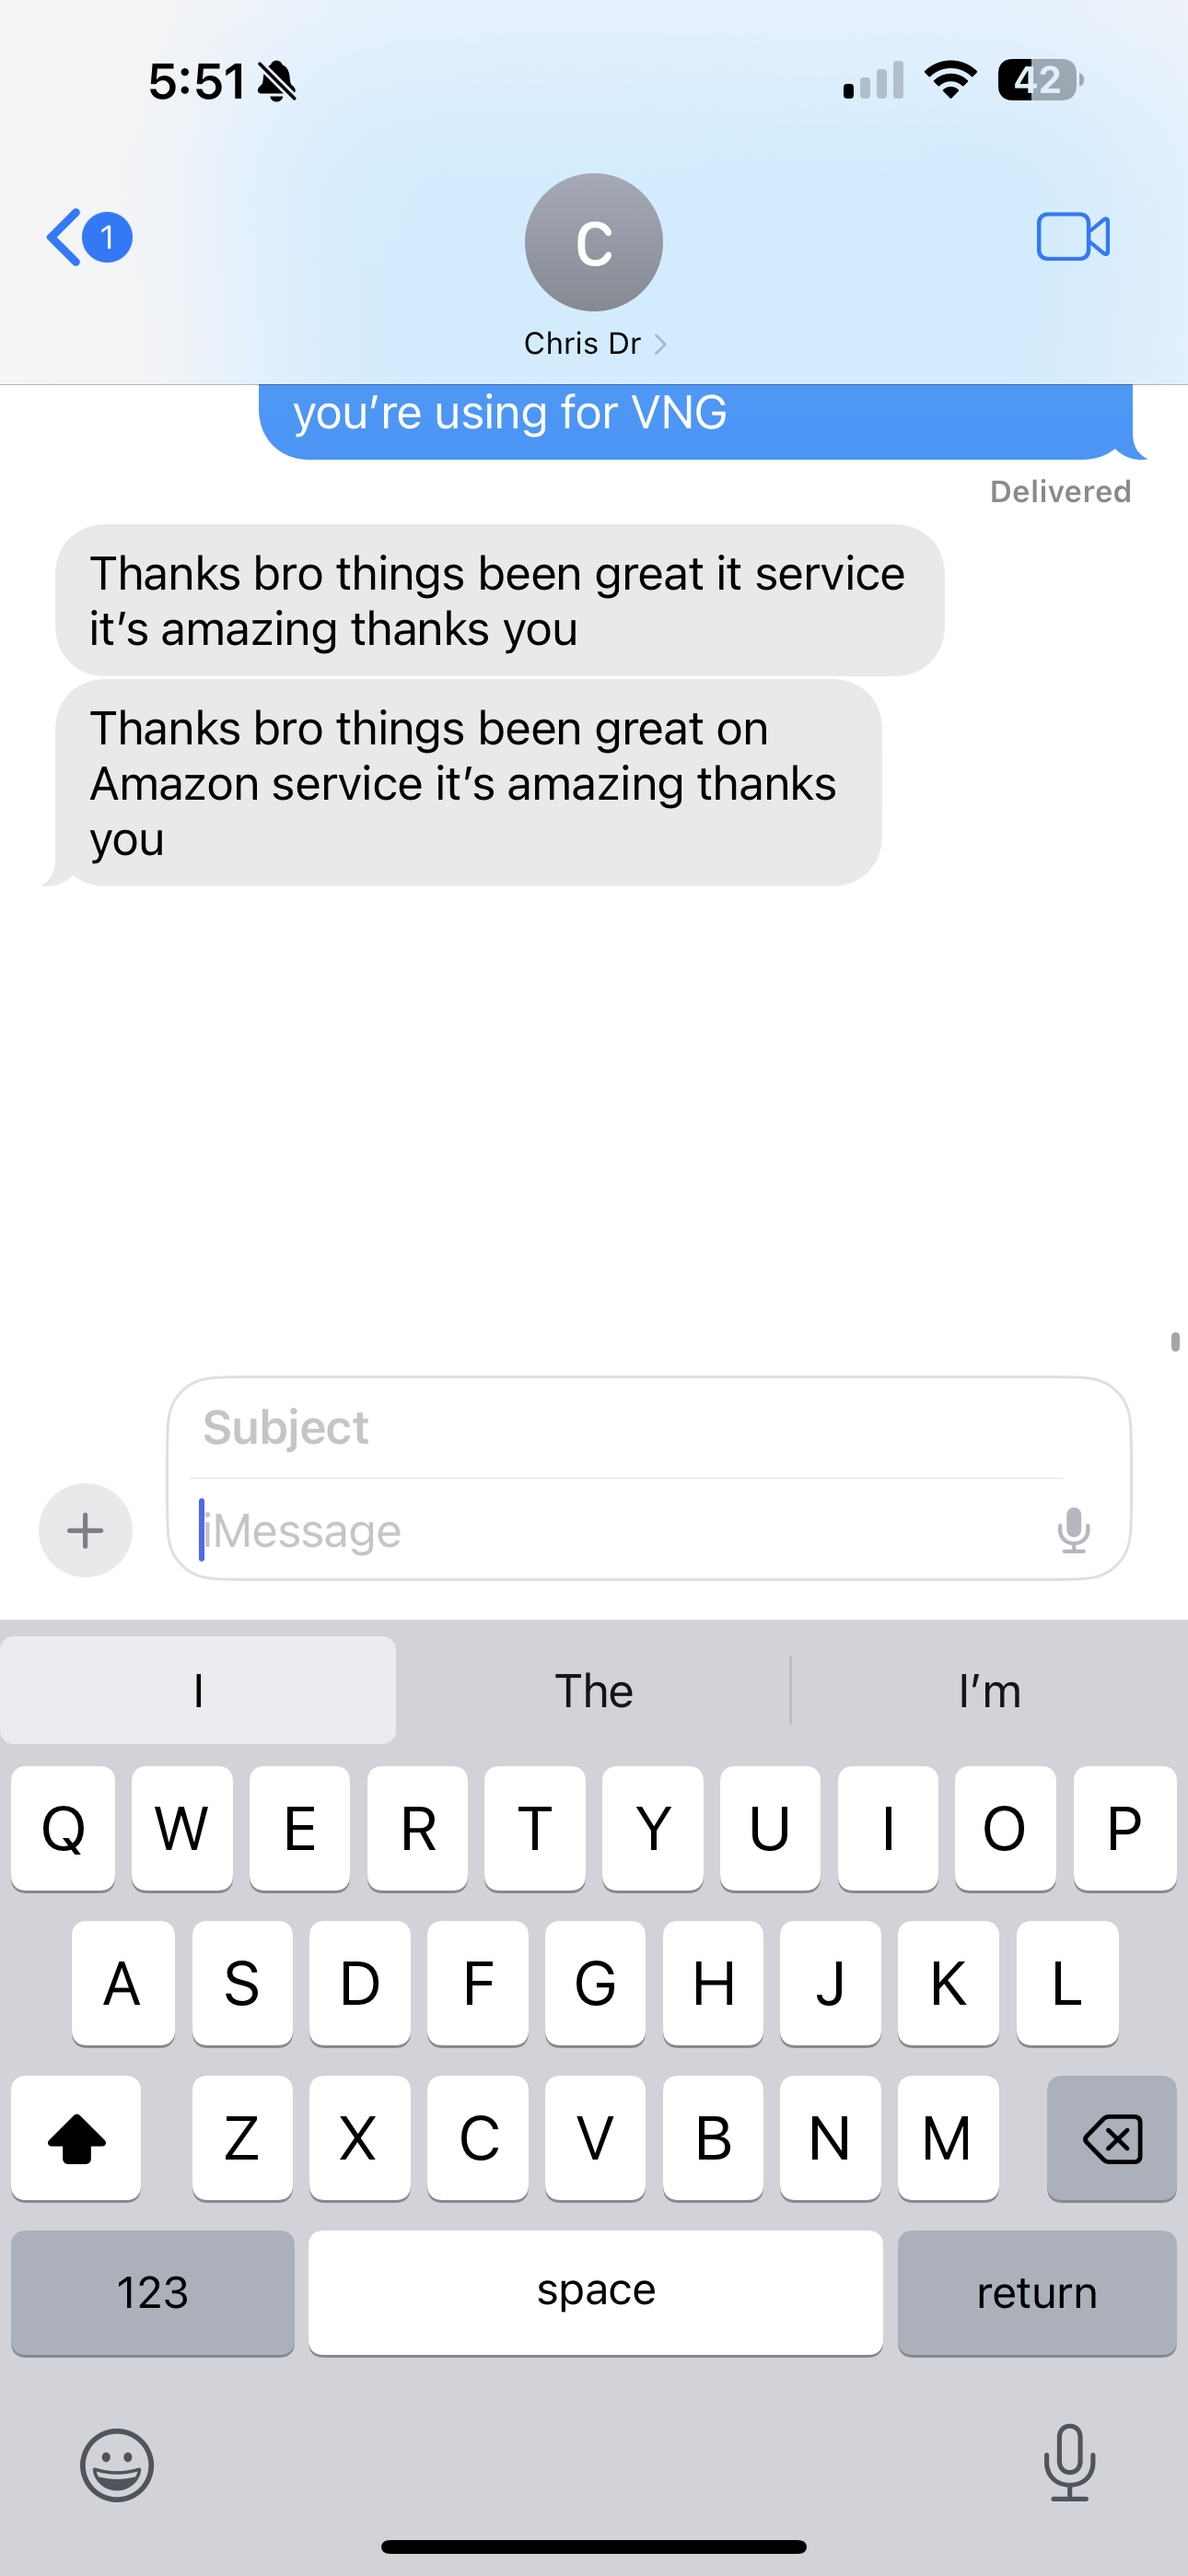 5:51
42
1
C
Chris Dr
you’re using for VNG
Delivered
Thanks bro things been great it service
it’s amazing thanks you
Thanks bro things been great on
Amazon service it’s amazing thanks
you
Subject
iMessage
I The I’m
Q W E R T Y U I O P
A S D F G H J K L
Z X C V B N M
123 space return